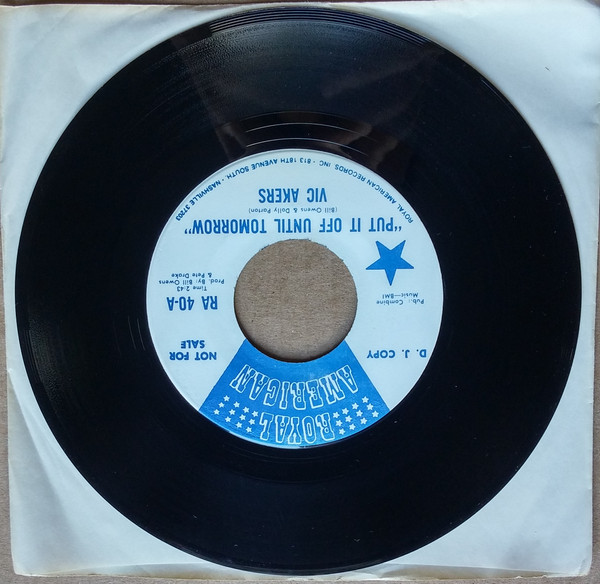 ROYAL
AMERICAN
D. J. COPY
NOT FOR
SALE
Pub.: Combine
Music—BMI
RA 40-A
Time 2:43
Prod. By: Bill Owens
& Pete Drake
"PUT IT OFF UNTIL TOMORROW"
(Bill Owens & Dolly Parton)
VIC AKERS
ROYAL AMERICAN RECORDS, INC - 813 18TH AVENUE SOUTH, - NASHVILLE 37203